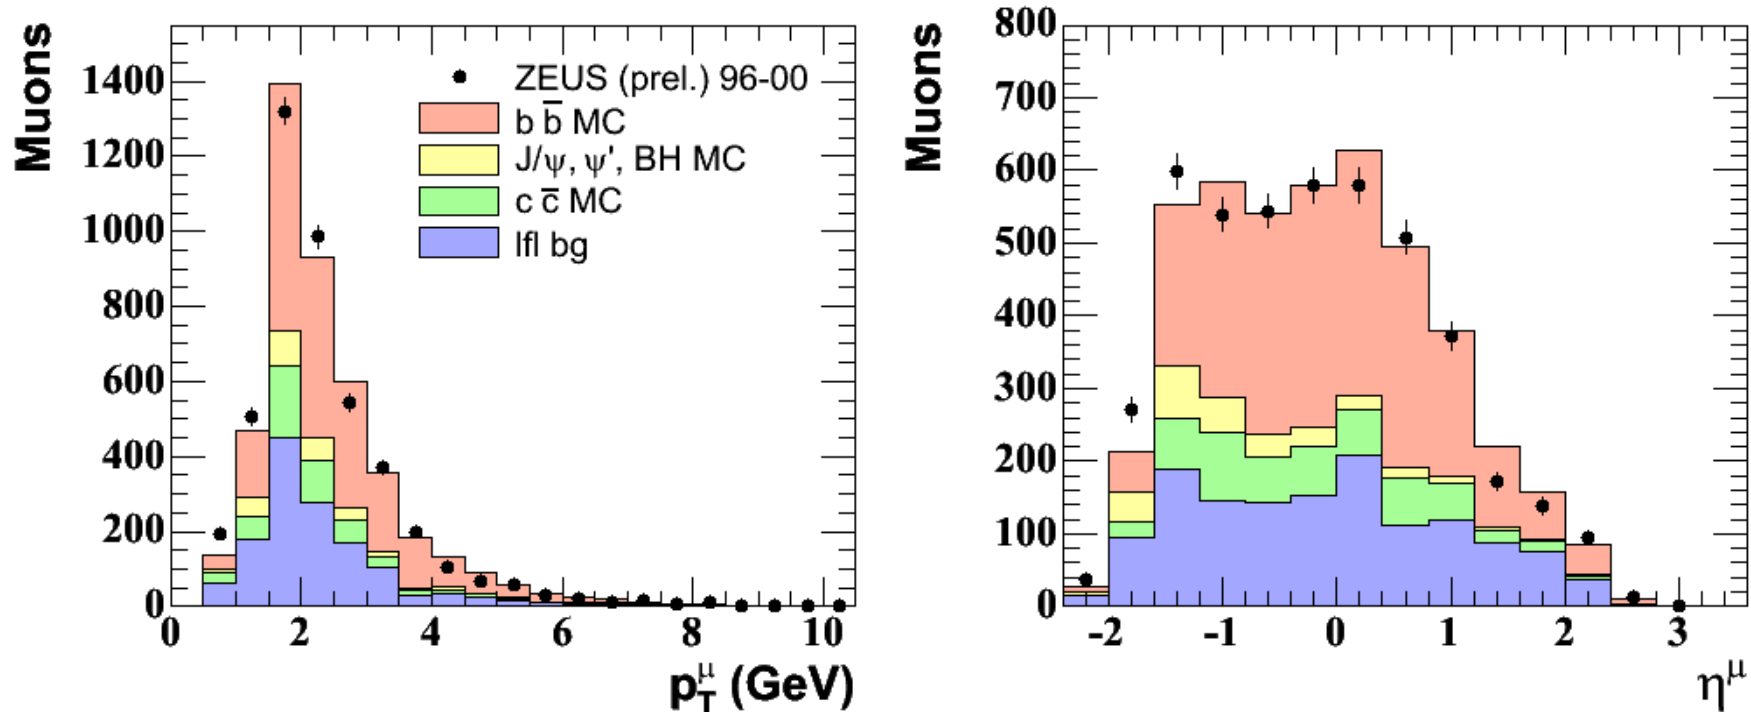 Muons
1400
1200
1000
800
600
400
200
0
0 2 4 6 8 10
p_T^μ (GeV)
ZEUS (prel.) 96-00
b b̅ MC
J/ψ, ψ', BH MC
c c̅ MC
lfl bg
Muons
800
700
600
500
400
300
200
100
0
-2 -1 0 1 2 3
η^μ